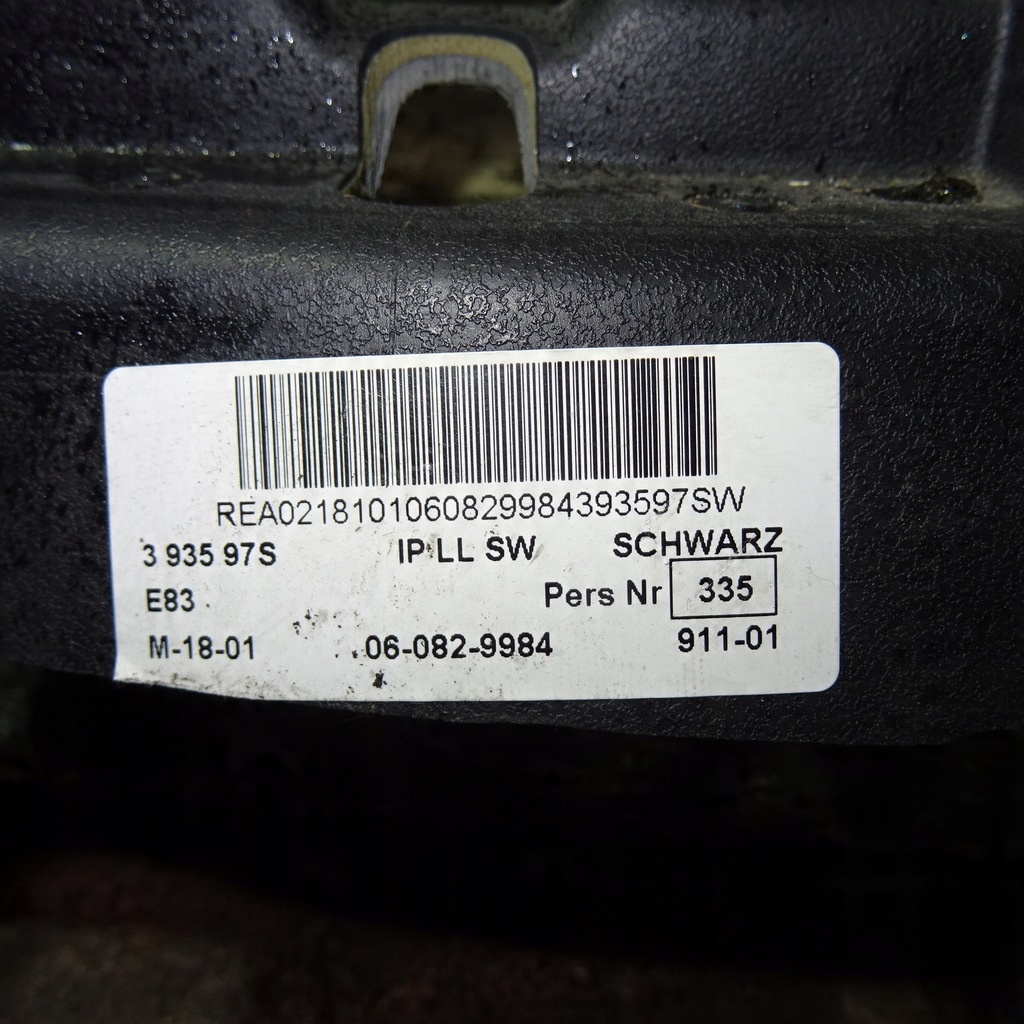 REA0218101060829984393597SW
3 935 97S IP LL SW SCHWARZ
E83 Pers Nr 335
M-18-01 06-082-9984 911-01